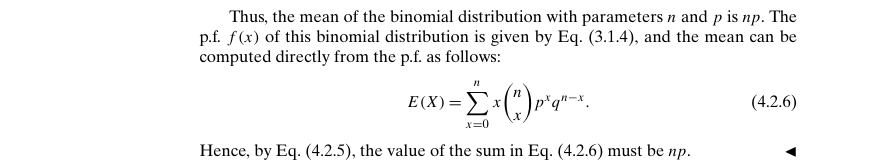 Thus, the mean of the binomial distribution with parameters n and p is np. The
p.f. f(x) of this binomial distribution is given by Eq. (3.1.4), and the mean can be
computed directly from the p.f. as follows:
E(X) = \sum_{x=0}^{n} x \binom{n}{x} p^x q^{n-x}. (4.2.6)
Hence, by Eq. (4.2.5), the value of the sum in Eq. (4.2.6) must be np. ◄